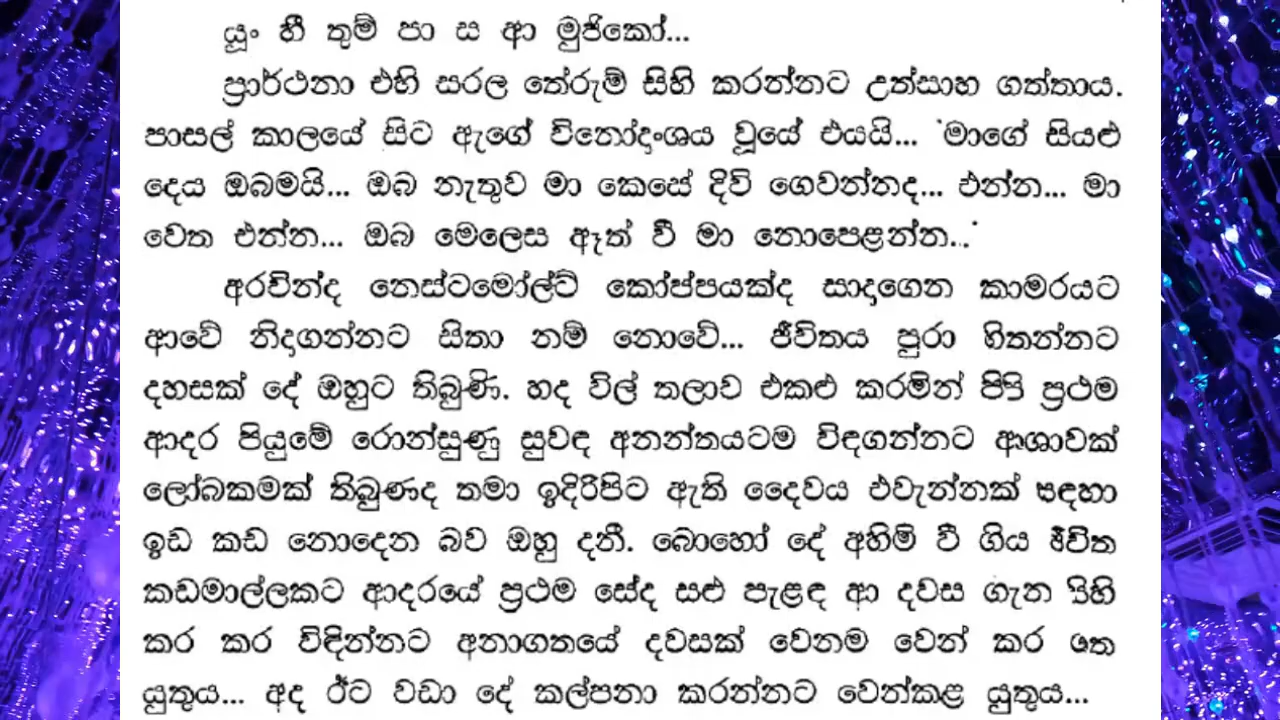 යූං හී තුම් පා ස ආ මුජ්කෝ...
ප්‍රාර්ථනා එහි සරල තේරුම් සිහි කරන්නට උත්සාහ ගත්තාය.
පාසල් කාලයේ සිට ඇගේ විනෝදාංශය වූයේ එයයි... 'මාගේ සියළු
දෙය ඔබමයි... ඔබ නැතුව මා කෙසේ දිවි ගෙවන්නද... එන්න... මා
වෙත එන්න... ඔබ මෙලෙස ඈත් වී මා නොපෙළන්න..'
අරවින්ද නෙස්ටමෝල්ට් කෝප්පයක්ද සාදාගෙන කාමරයට
ආවේ නිදාගන්නට සිතා නම් නොවේ... ජීවිතය පුරා හිතන්නට
දහසක් දේ ඔහුට තිබුණි. හද විල් තලාව එකළු කරමින් පිපි ප්‍රථම
ආදර පියුමේ රොන්සුණු සුවඳ අනන්තයටම විඳගන්නට ආශාවක්
ලෝබකමක් තිබුණද තමා ඉදිරිපිට ඇති දෛවය එවැන්නක් සඳහා
ඉඩ කඩ නොදෙන බව ඔහු දනී. බොහෝ දේ අහිමි වී ගිය ජීවිත
කඩමාල්ලකට ආදරයේ ප්‍රථම සේද සළු පැළඳ ආ දවස ගැන සිහි
කර කර විඳින්නට අනාගතයේ දවසක් වෙනම වෙන් කර ගත
යුතුය... අද ඊට වඩා දේ කල්පනා කරන්නට වෙන්කළ යුතුය...